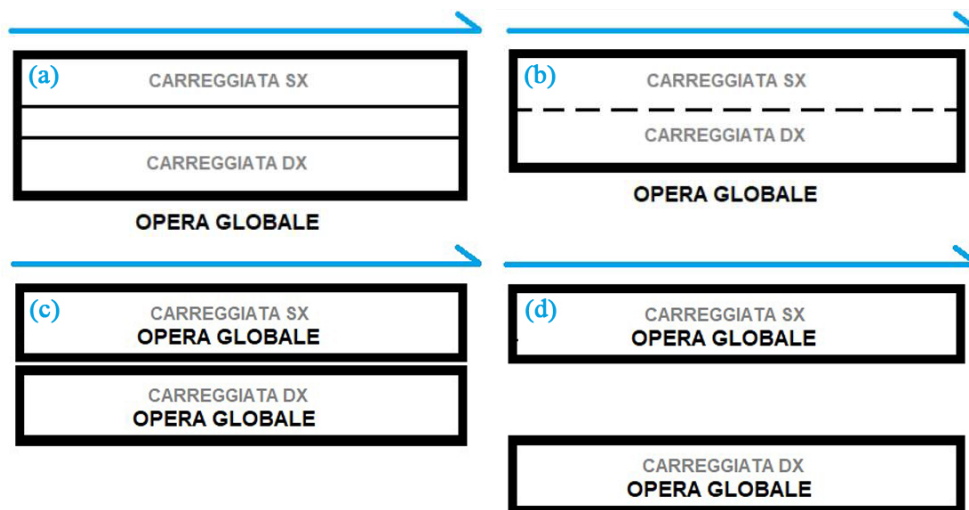 (a)
CARREGGIATA SX
CARREGGIATA DX
OPERA GLOBALE
(b)
CARREGGIATA SX
CARREGGIATA DX
OPERA GLOBALE
(c)
CARREGGIATA SX
OPERA GLOBALE
CARREGGIATA DX
OPERA GLOBALE
(d)
CARREGGIATA SX
OPERA GLOBALE
CARREGGIATA DX
OPERA GLOBALE